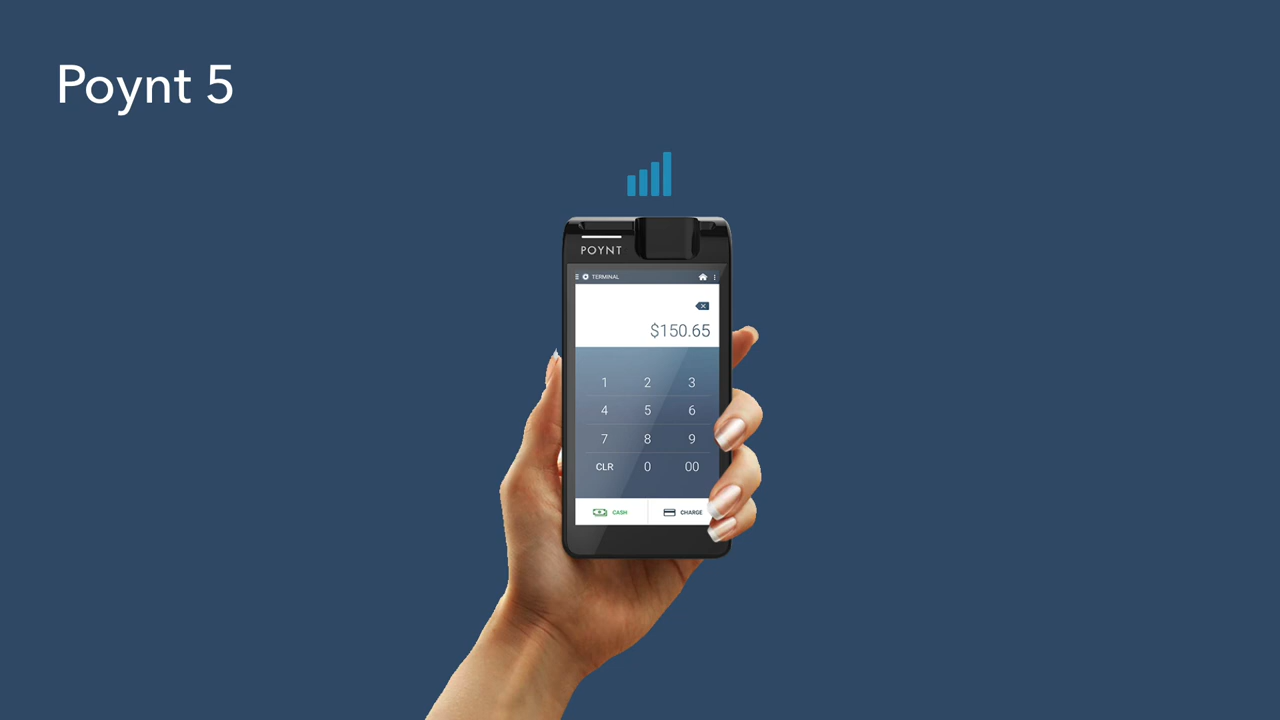 Poynt 5
POYNT
TERMINAL
$150.65
1 2 3
4 5 6
7 8 9
CLR 0 00
CASH CHARGE